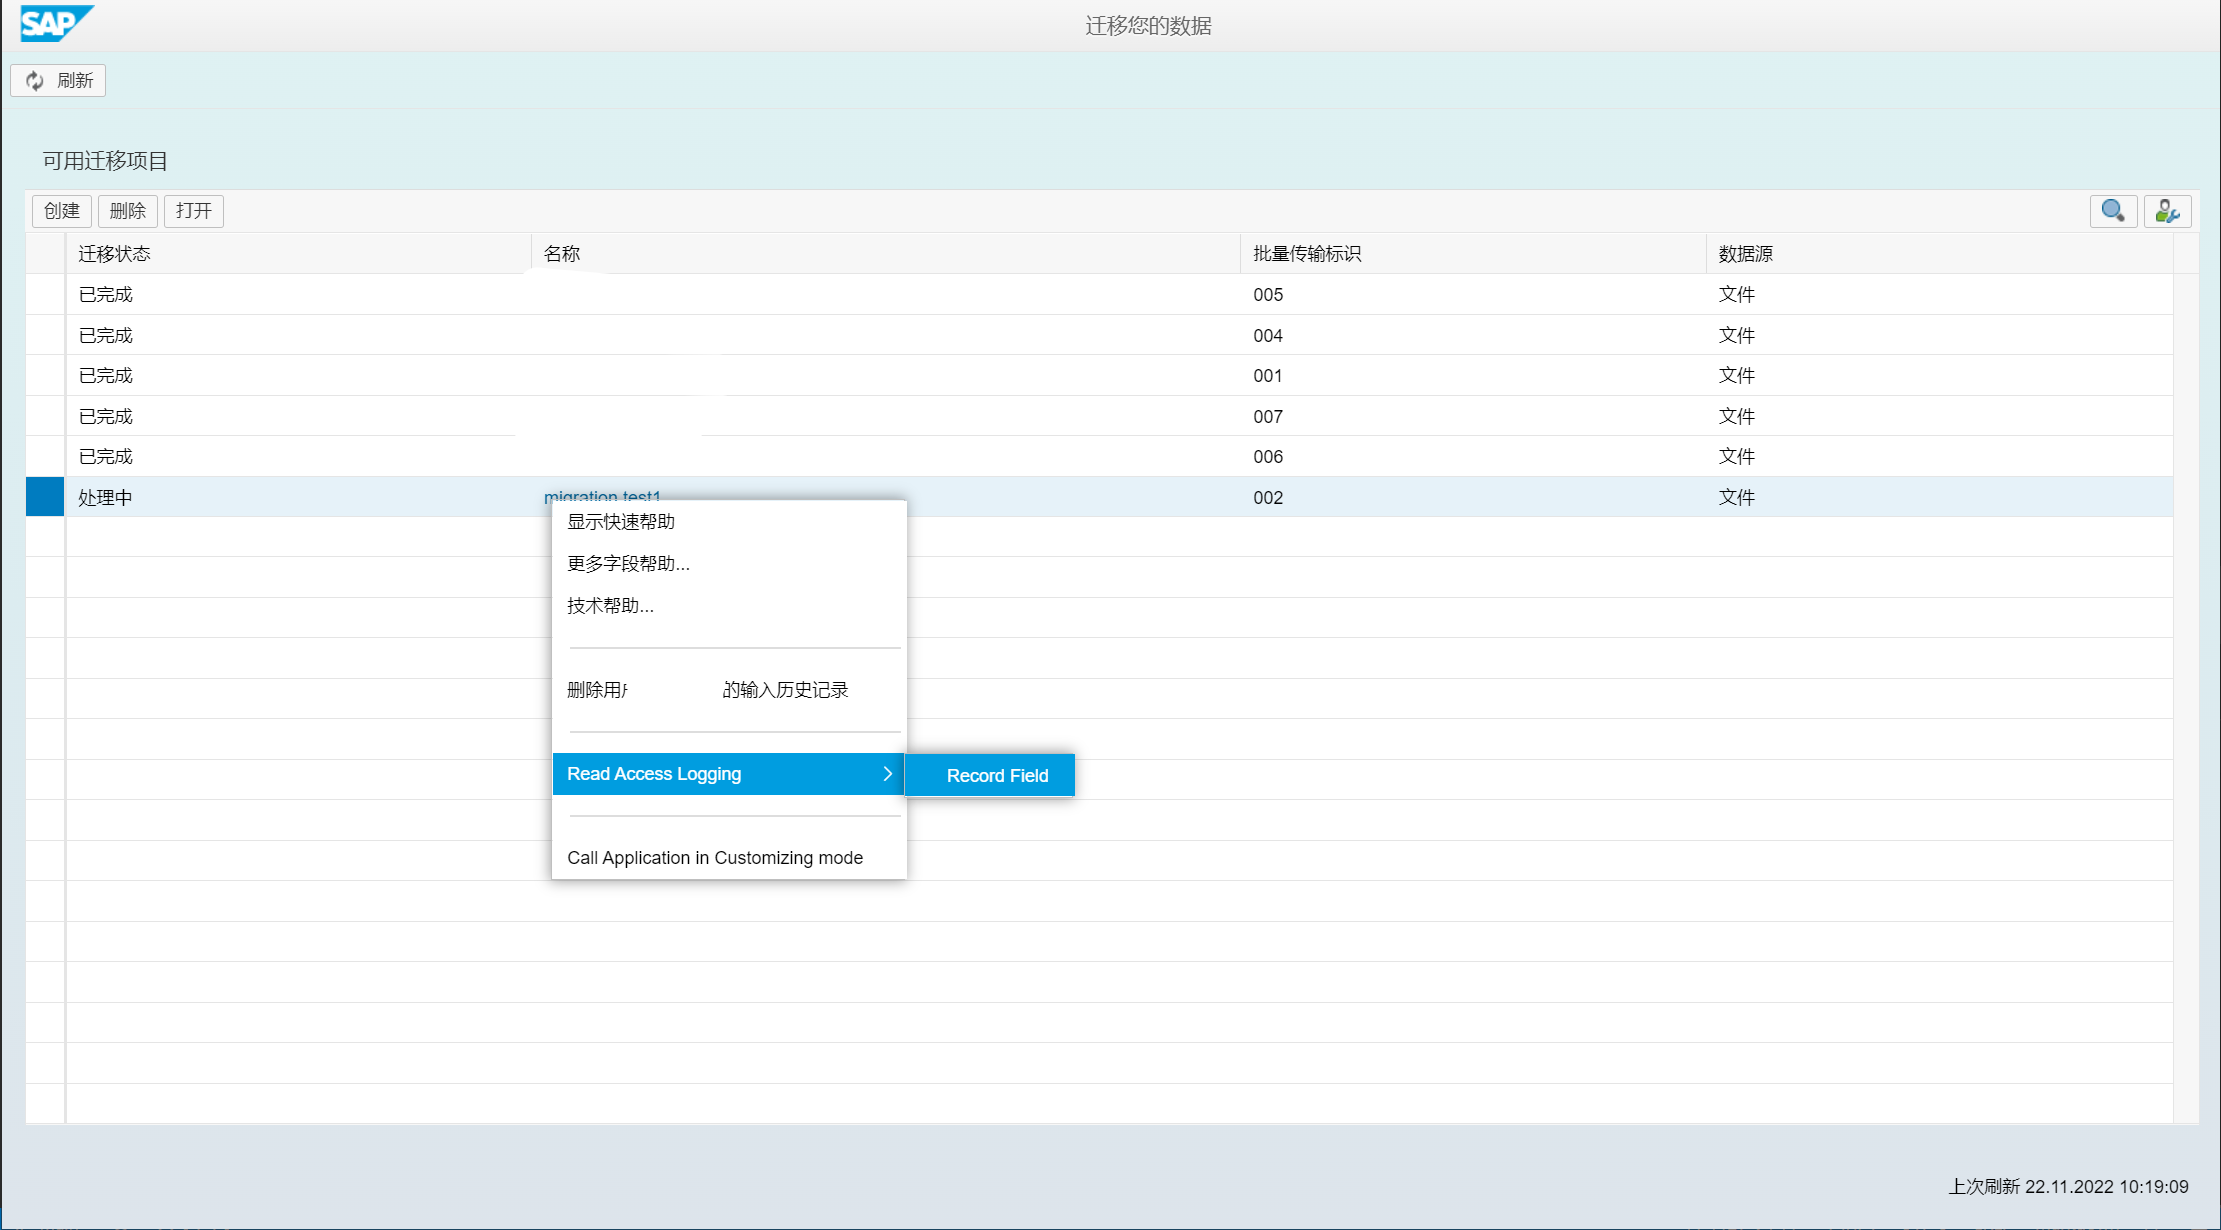 SAP
迁移您的数据
刷新
可用迁移项目
创建 删除 打开
迁移状态 名称 批量传输标识 数据源
已完成 005 文件
已完成 004 文件
已完成 001 文件
已完成 007 文件
已完成 006 文件
处理中 migration test1 002 文件
显示快速帮助
更多字段帮助...
技术帮助...
删除用户 的输入历史记录
Read Access Logging Record Field
Call Application in Customizing mode
上次刷新 22.11.2022 10:19:09